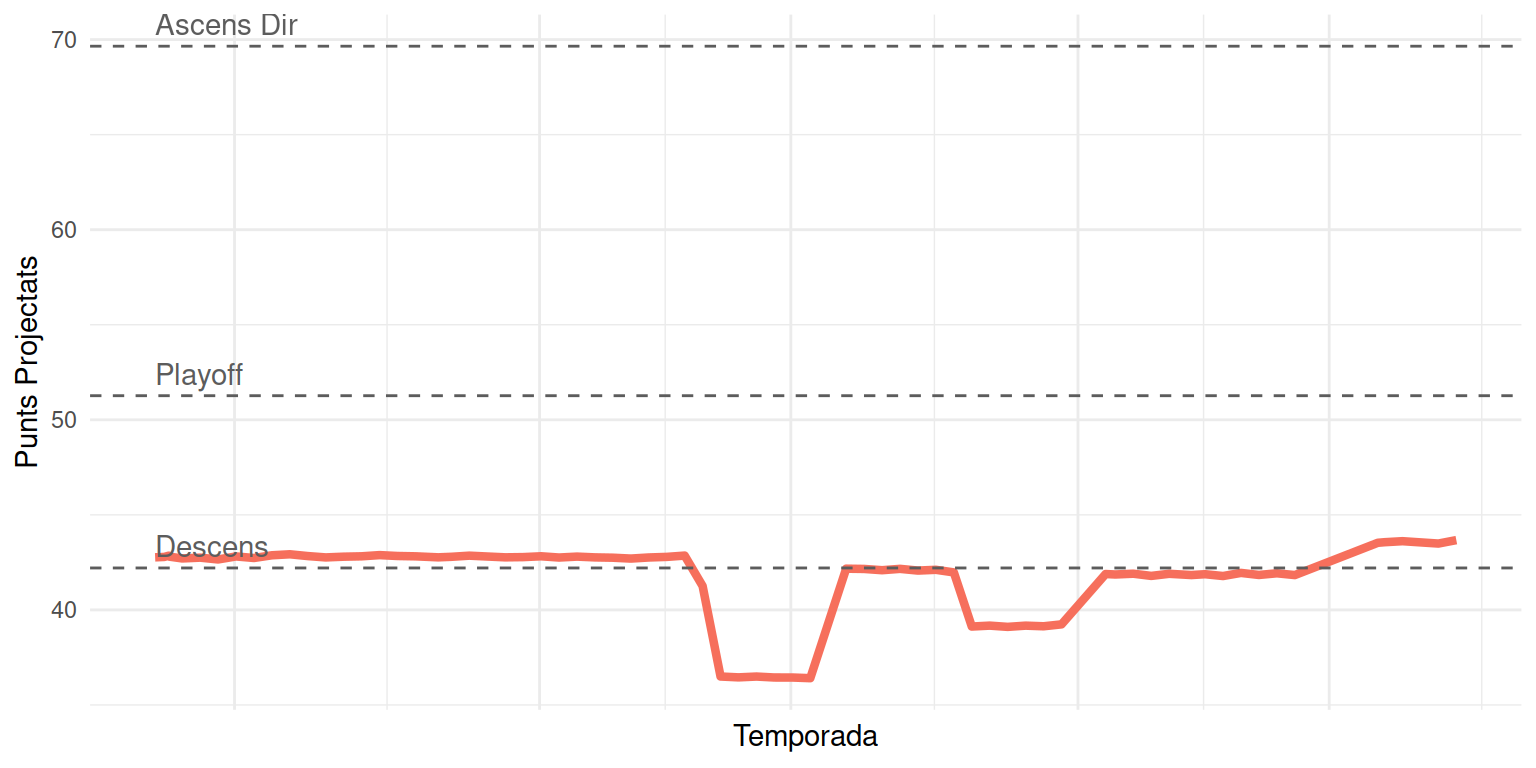 Ascens Dir
70
60
Punts Projectats
Playoff
50
Descens
40
Temporada